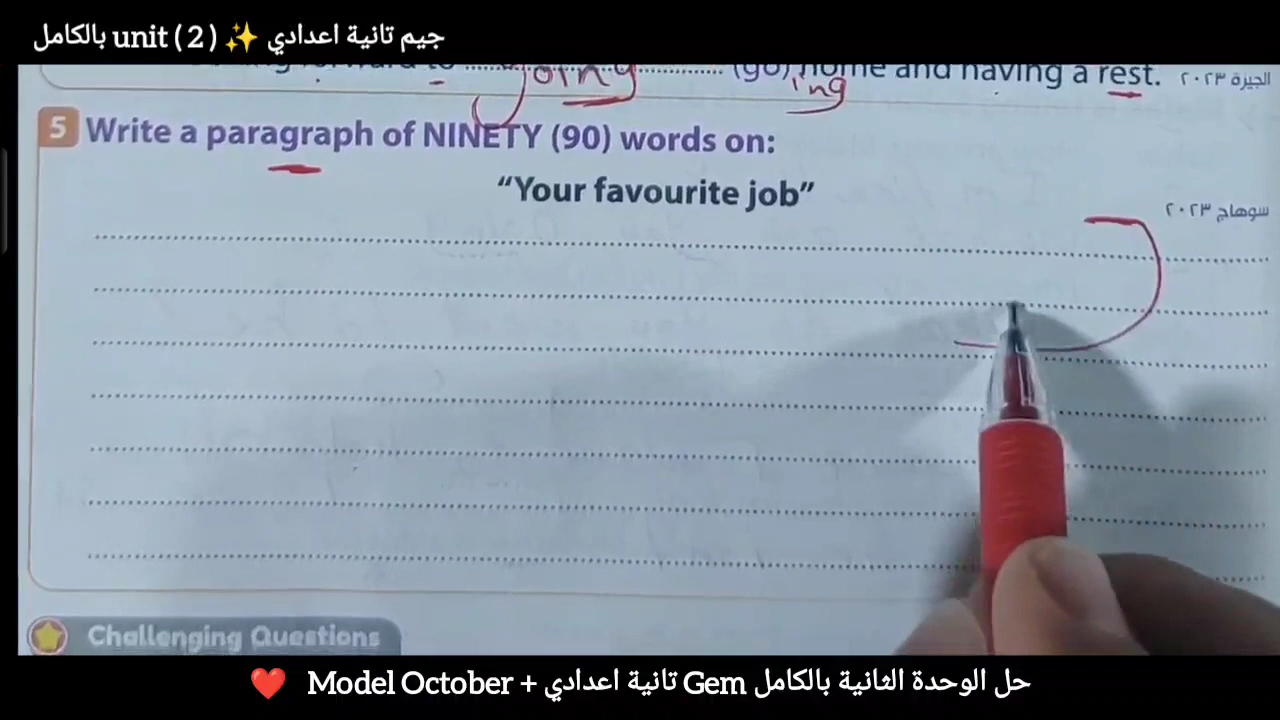 جيم تانية اعدادي ✨ unit ( 2 ) بالكامل
to ........ going ........ (go) home and having a rest. الجيزة ٢٠٢٣
ing
5 Write a paragraph of NINETY (90) words on:
“Your favourite job”
سوهاج ٢٠٢٣
Challenging Questions
حل الوحدة الثانية بالكامل Gem تانية اعدادي + Model October ❤️